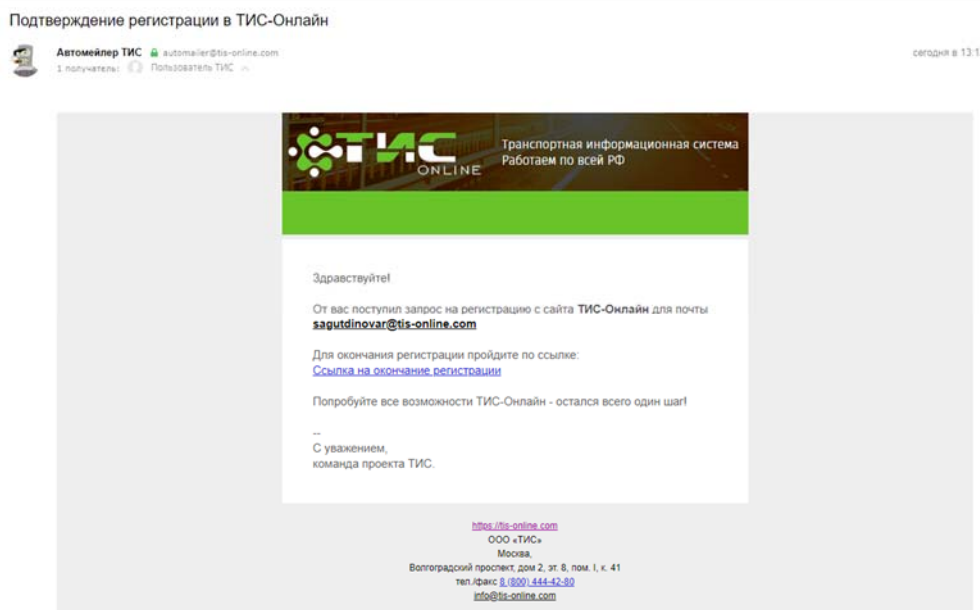 Подтверждение регистрации в ТИС-Онлайн
Автомейлер ТИС automailer@tis-online.com
сегодня в 13:1
1 получатель: Пользователь ТИС
ТИС
ONLINE
Транспортная информационная система
Работаем по всей РФ
Здравствуйте!
От вас поступил запрос на регистрацию с сайта ТИС-Онлайн для почты
sagutdinovar@tis-online.com
Для окончания регистрации пройдите по ссылке:
Ссылка на окончание регистрации
Попробуйте все возможности ТИС-Онлайн - остался всего один шаг!
--
С уважением,
команда проекта ТИС.
https://tis-online.com
ООО «ТИС»
Москва,
Волгоградский проспект, дом 2, эт. 8, пом. I, к. 41
тел./факс 8 (800) 444-42-80
info@tis-online.com